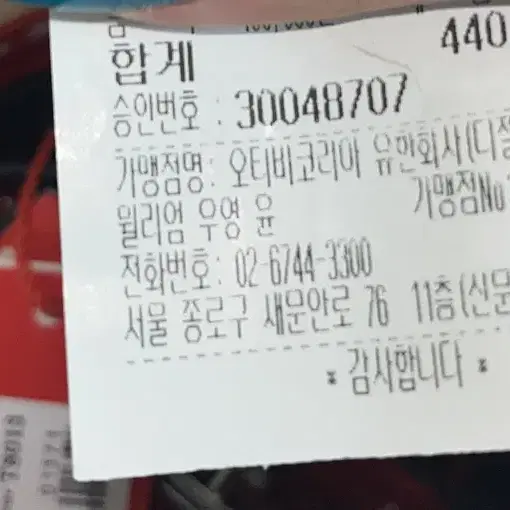 합계 440
승인번호 : 30048707
가맹점명: 오티비코리아 유한회사(디젤
윌리엄 우영 윤 가맹점No
전화번호: 02-6744-3300
서울 종로구 새문안로 76 11층(신문
* 감사합니다 *
78018